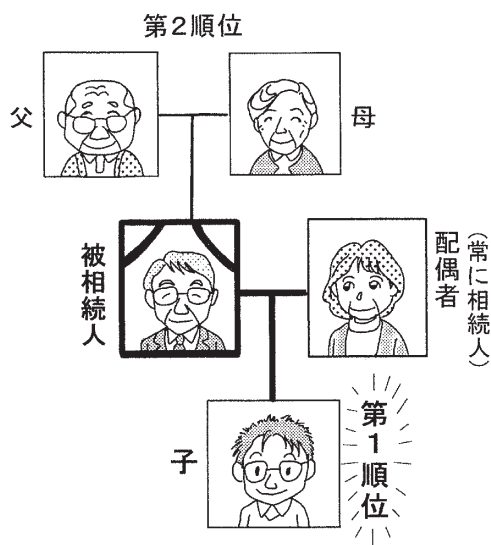 第2順位
父
母
被相続人
配偶者
(常に相続人)
子
第1順位